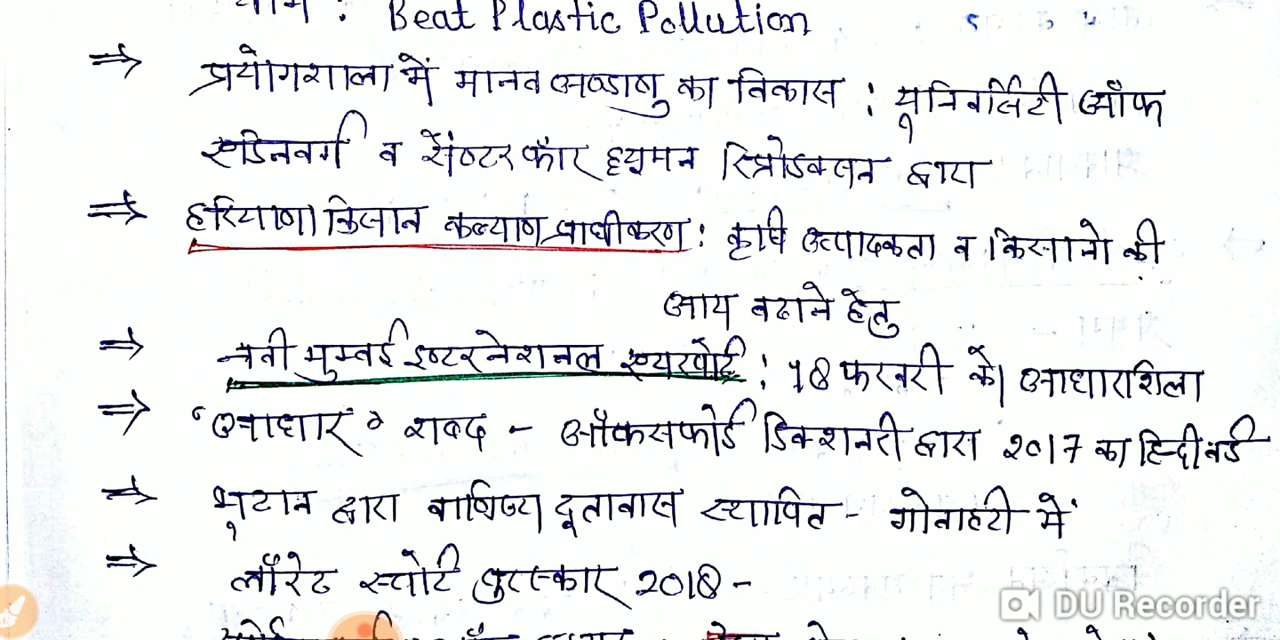 थीम : Beat Plastic Pollution
⇒ प्रयोगशाला में मानव अण्डाणु का विकास : यूनिवर्सिटी ऑफ
एडिनबर्ग व सेंण्टर फॉर ह्यूमन रिप्रोडक्शन द्वारा
⇒ हरियाणा किसान कल्याण प्राधीकरण : कृषि उत्पादकता व किसानो की
आय बढाने हेतु
⇒ नवी मुम्बई इण्टरनेशनल एयरपोर्ट : 18 फरवरी को आधारशिला
⇒ 'आधार' शब्द - ऑक्सफोर्ड डिक्शनरी द्वारा 2017 का हिन्दी वर्ड
⇒ भूटान द्वारा वाणिज्य दूतावास स्थापित - गोवाहटी में
⇒ लॉरेट स्पोर्ट पुरस्कार 2018 -
DU Recorder